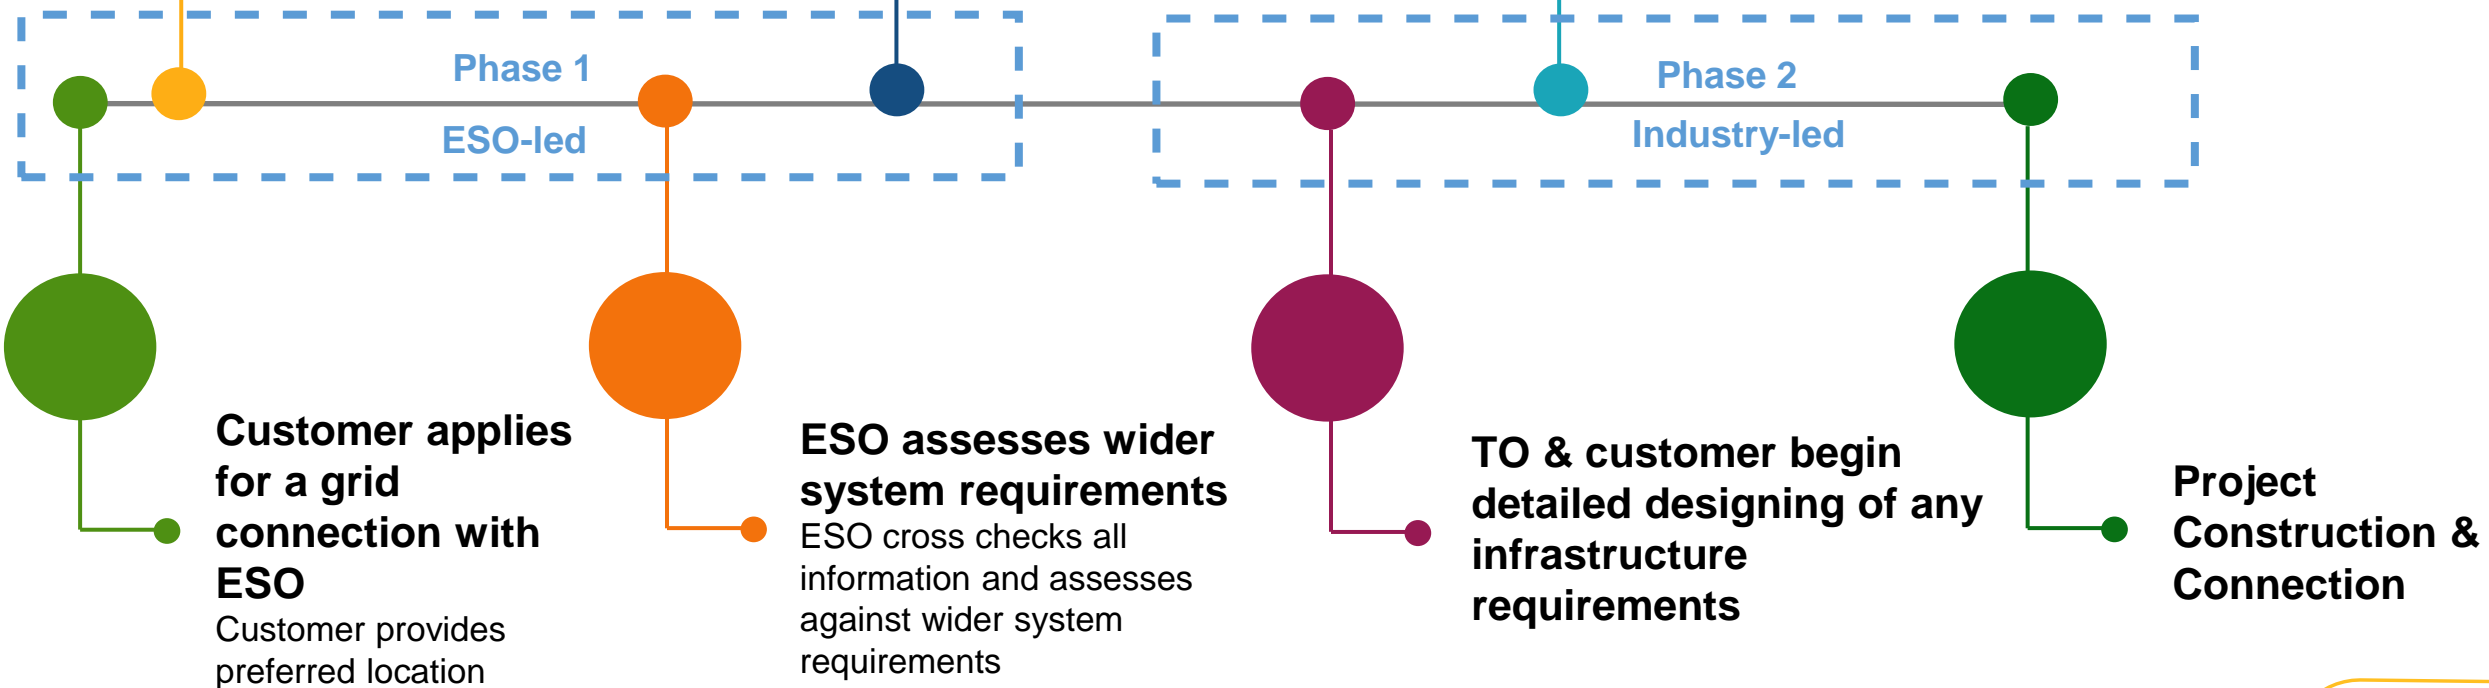 Phase 1
ESO-led
Phase 2
Industry-led
Customer applies
for a grid
connection with
ESO
Customer provides
preferred location
ESO assesses wider
system requirements
ESO cross checks all
information and assesses
against wider system
requirements
TO & customer begin
detailed designing of any
infrastructure
requirements
Project
Construction &
Connection